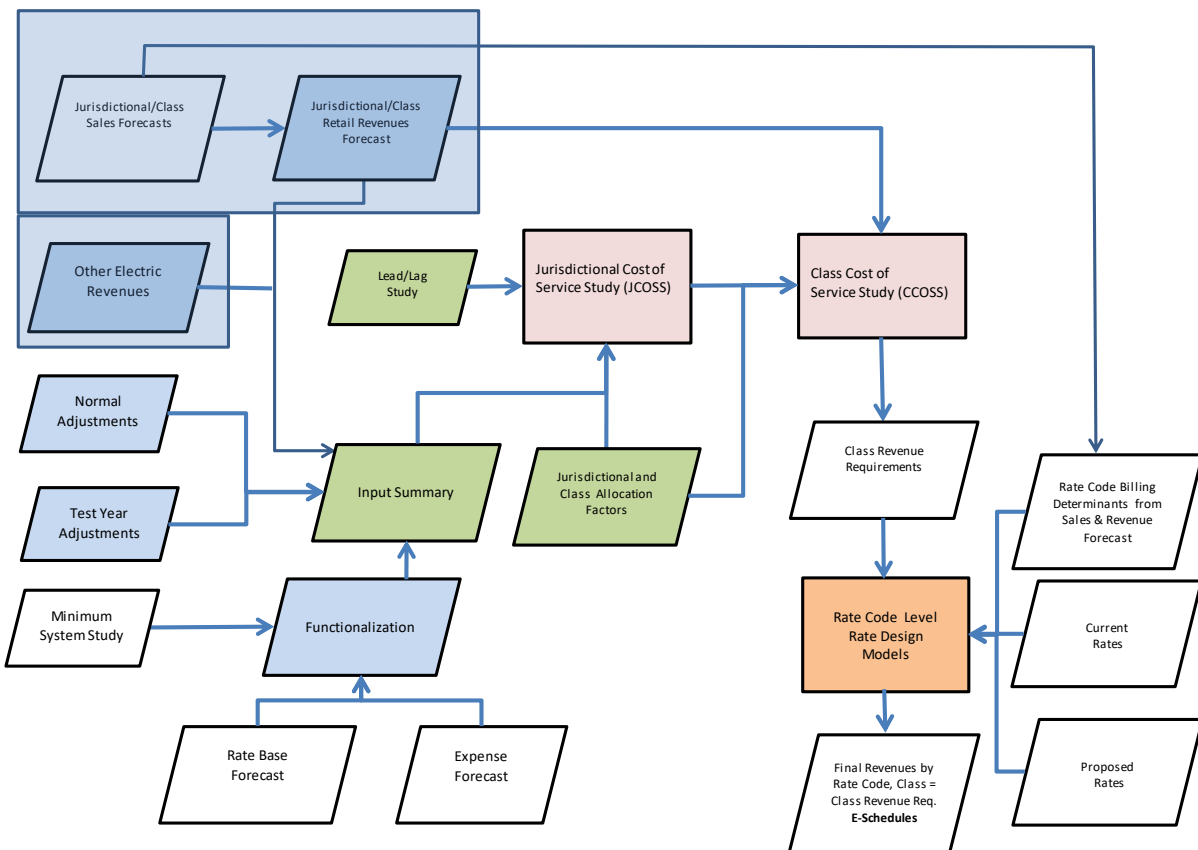 Jurisdictional/Class
Sales Forecasts
Jurisdictional/Class
Retail Revenues
Forecast
Other Electric
Revenues
Lead/Lag
Study
Jurisdictional Cost of
Service Study (JCOSS)
Class Cost of
Service Study (CCOSS)
Normal
Adjustments
Test Year
Adjustments
Input Summary
Jurisdictional and
Class Allocation
Factors
Class Revenue
Requirements
Rate Code Billing
Determinants from
Sales & Revenue
Forecast
Minimum
System Study
Functionalization
Rate Code Level
Rate Design
Models
Current
Rates
Rate Base
Forecast
Expense
Forecast
Final Revenues by
Rate Code, Class =
Class Revenue Req.
E-Schedules
Proposed
Rates